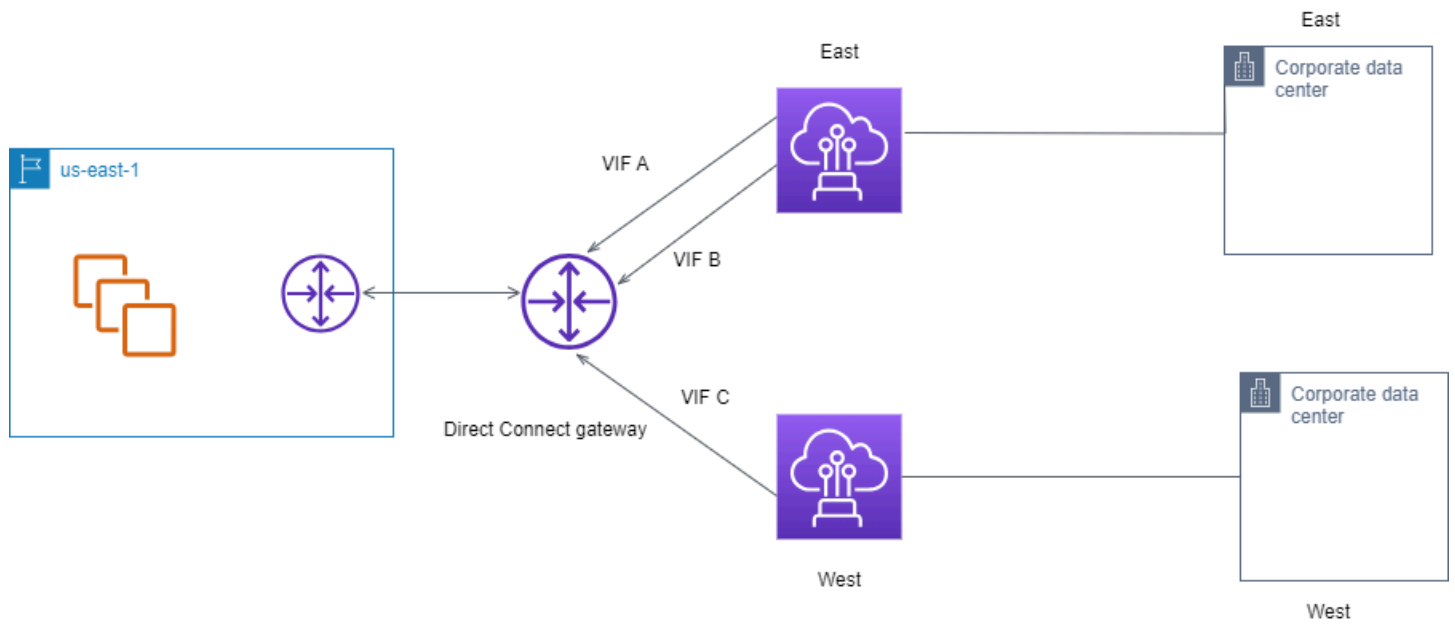 East
East
Corporate data
center
us-east-1
VIF A
VIF B
VIF C
Direct Connect gateway
Corporate data
center
West
West